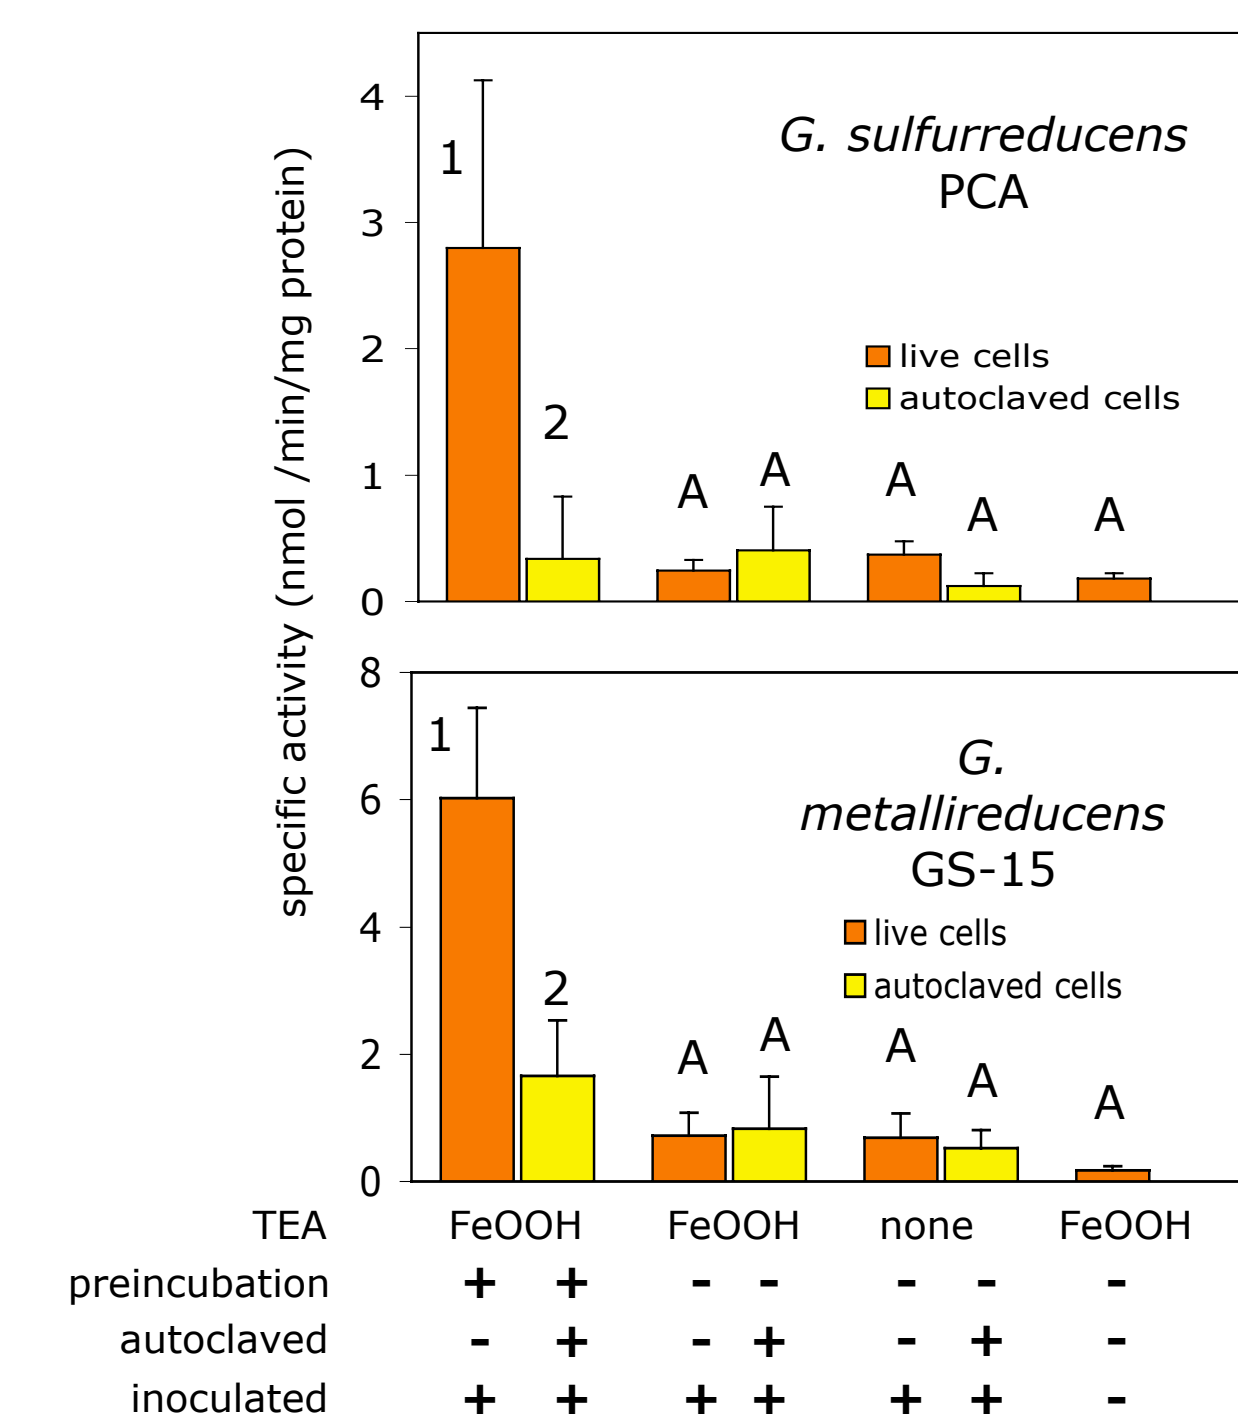 specific activity (nmol /min/mg protein)
4
3
2
1
0
1
2
A
A
A
A
A
G. sulfurreducens
PCA
live cells
autoclaved cells
8
6
4
2
0
1
2
A
A
A
A
A
G.
metallireducens
GS-15
live cells
autoclaved cells
TEA FeOOH FeOOH none FeOOH
preincubation + + - - - - -
autoclaved - + - + - + -
inoculated + + + + + + -